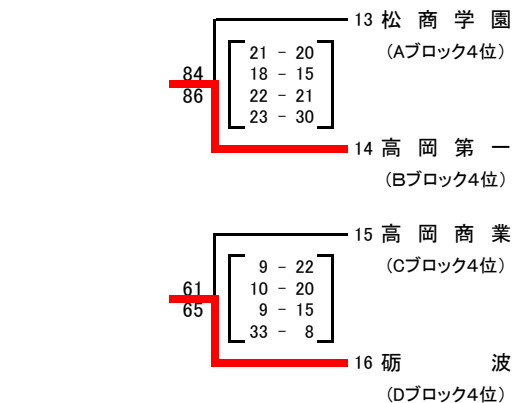 13 松商学園
(Aブロック4位)
84
86
21 - 20
18 - 15
22 - 21
23 - 30
14 高岡第一
(Bブロック4位)
15 高岡商業
(Cブロック4位)
61
65
9 - 22
10 - 20
9 - 15
33 - 8
16 砺波
(Dブロック4位)